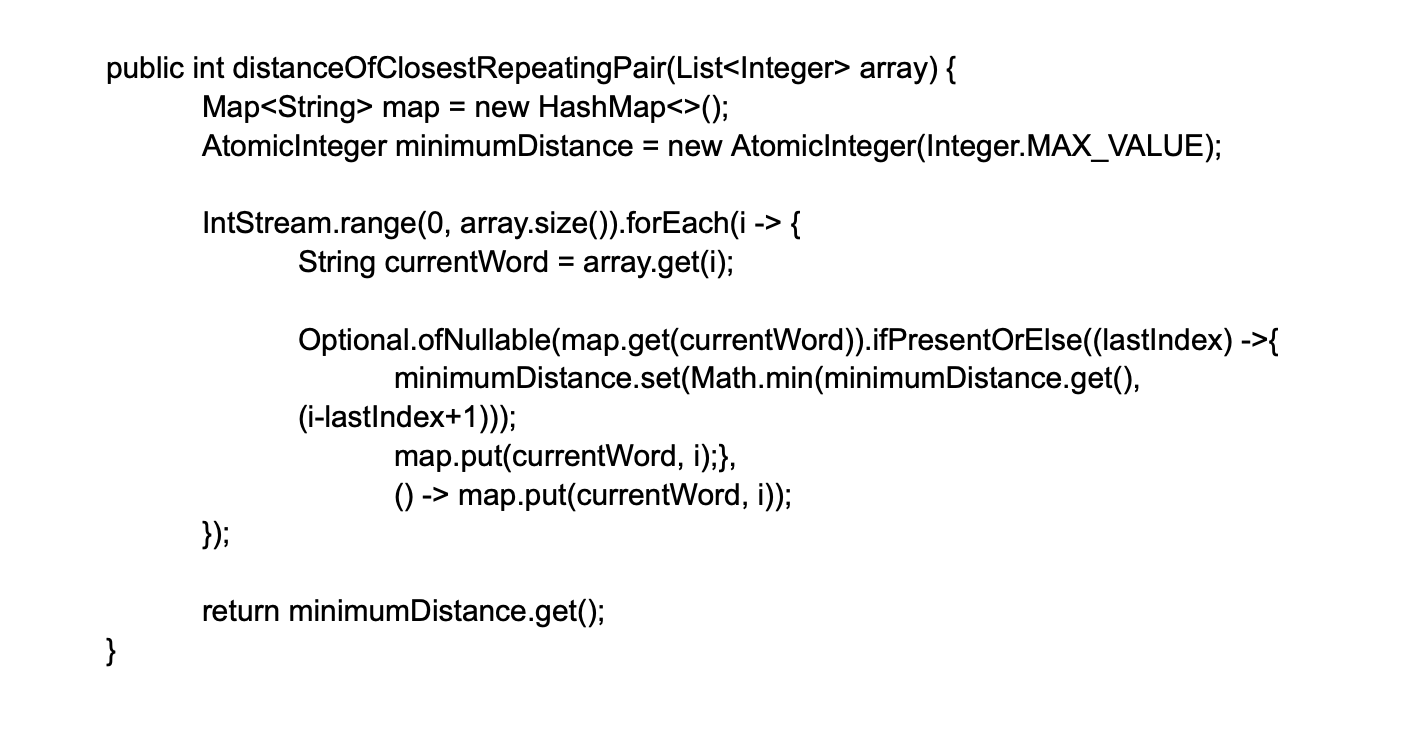 public int distanceOfClosestRepeatingPair(List<Integer> array) {
Map<String> map = new HashMap<>();
AtomicInteger minimumDistance = new AtomicInteger(Integer.MAX_VALUE);
IntStream.range(0, array.size()).forEach(i -> {
String currentWord = array.get(i);
Optional.ofNullable(map.get(currentWord)).ifPresentOrElse((lastIndex) ->{
minimumDistance.set(Math.min(minimumDistance.get(),
(i-lastIndex+1)));
map.put(currentWord, i);},
() -> map.put(currentWord, i));
});
return minimumDistance.get();
}